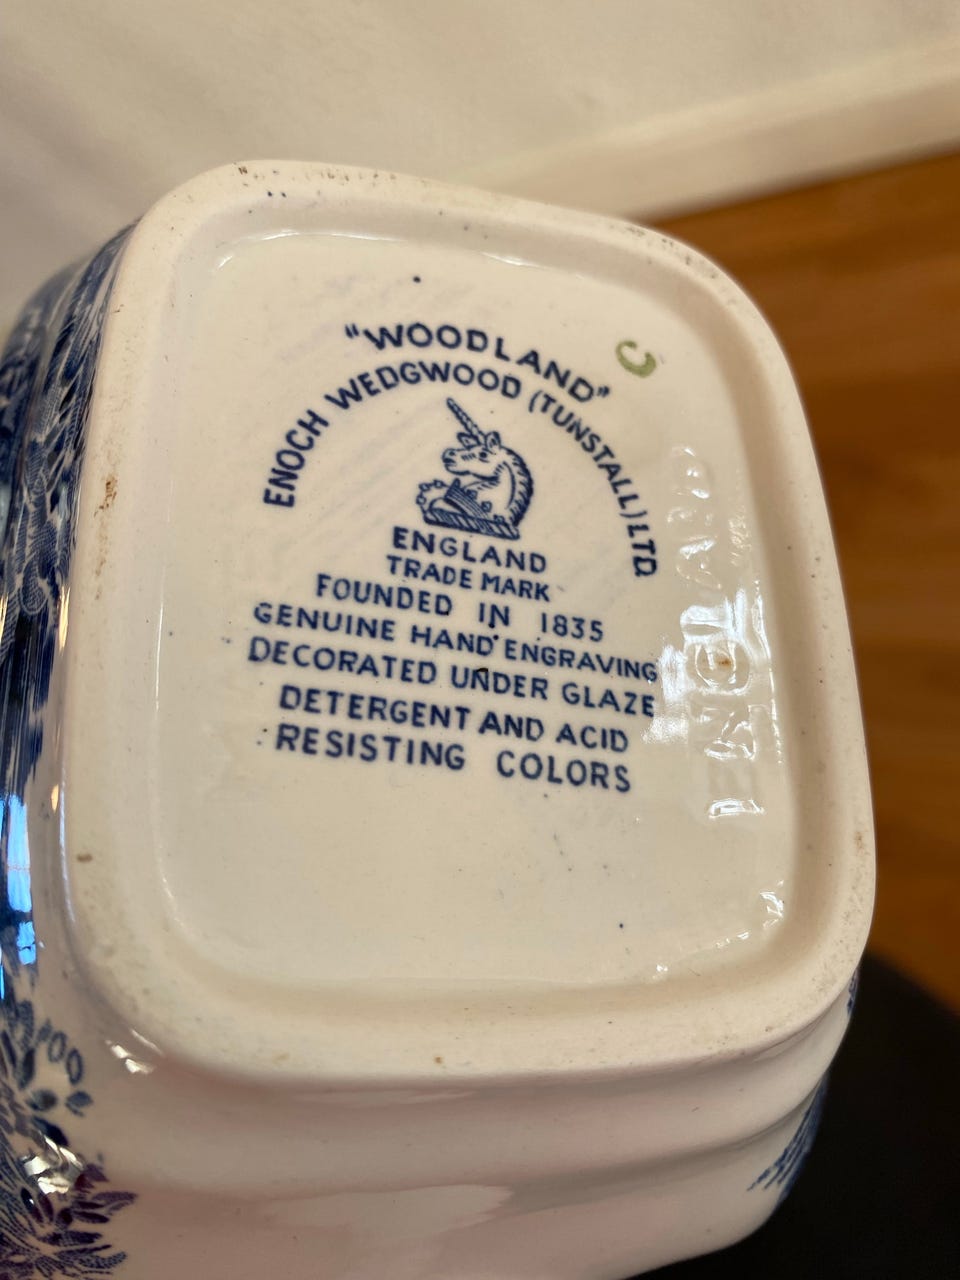 "WOODLAND"
ENOCH WEDGWOOD (TUNSTALL) LTD
ENGLAND
TRADE MARK
FOUNDED IN 1835
GENUINE HAND ENGRAVING
DECORATED UNDER GLAZE
DETERGENT AND ACID
RESISTING COLORS
C
ENGLAND